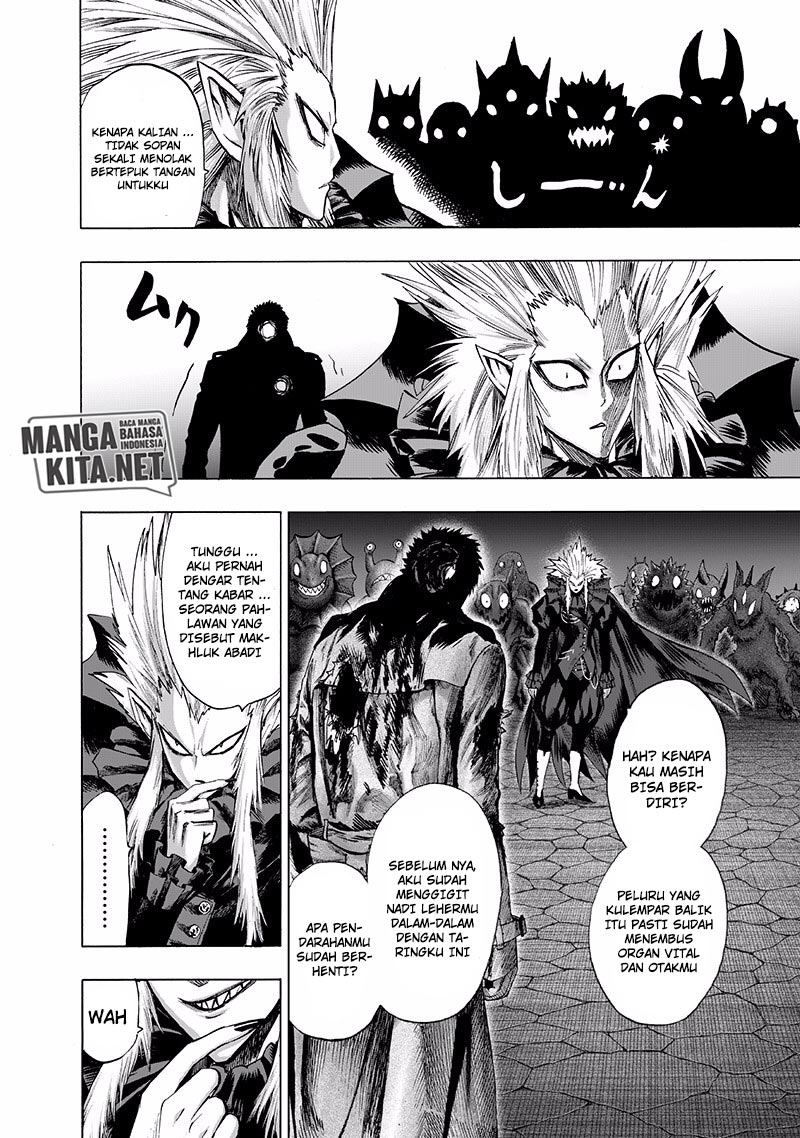 KENAPA KALIAN ...
TIDAK SOPAN
SEKALI MENOLAK
BERTEPUK TANGAN
UNTUKKU
しーん
ムク
MANGA
KITA.NET
BACA MANGA
BAHASA
INDONESIA
HAH? KENAPA
KAU MASIH
BISA BER-
DIRI?
PELURU YANG
KULEMPAR BALIK
ITU PASTI SUDAH
MENEMBUS
ORGAN VITAL
DAN OTAKMU
SEBELUM NYA,
AKU SUDAH
MENGGIGIT
NADI LEHERMU
DALAM-DALAM
DENGAN TA-
RINGKU INI
APA PEN-
DARAHANMU
SUDAH BER-
HENTI?
TUNGGU ...
AKU PERNAH
DENGAR TEN-
TANG KABAR ...
SEORANG PAH-
LAWAN YANG
DISEBUT MAK-
HLUK ABADI
..........
WAH